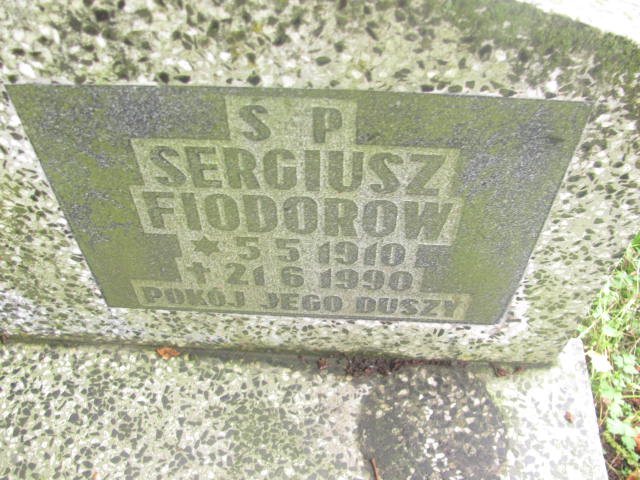 S P
SERGIUSZ
FIODOROW
* 5 5 1910
† 21 6 1990
POKÓJ JEGO DUSZY